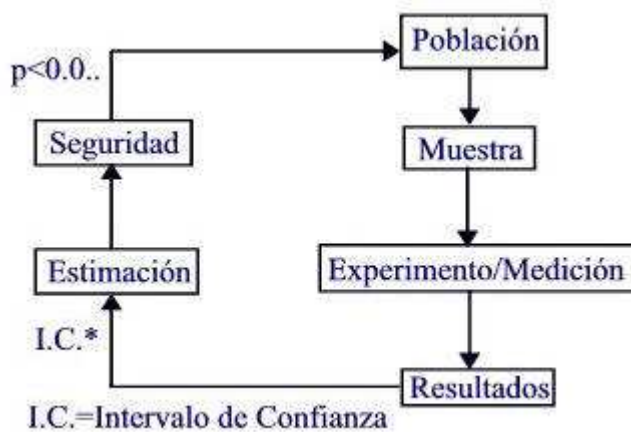 Población
p<0.0..
Seguridad
Muestra
Estimación
Experimento/Medición
I.C.*
Resultados
I.C.=Intervalo de Confianza